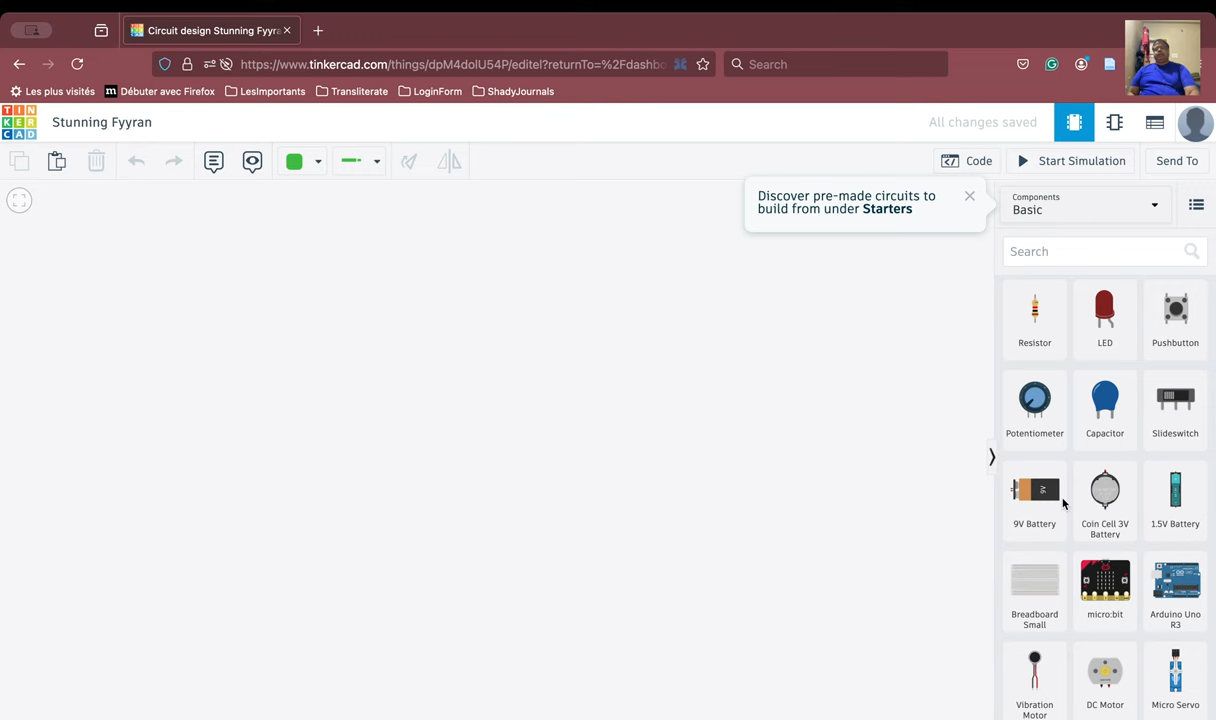 Circuit design Stunning Fyyra
https://www.tinkercad.com/things/dpM4dolU54P/editel?returnTo=%2Fdashbo
Search
Les plus visités
Débuter avec Firefox
LesImportants
Transliterate
LoginForm
ShadyJournals
TIN
KER
CAD
Stunning Fyyran
All changes saved
Code
Start Simulation
Send To
Discover pre-made circuits to
build from under Starters
Components
Basic
Search
Resistor
LED
Pushbutton
Potentiometer
Capacitor
Slideswitch
9V
9V Battery
Coin Cell 3V
Battery
1.5V Battery
Breadboard
Small
micro:bit
Arduino Uno
R3
Vibration
Motor
DC Motor
Micro Servo